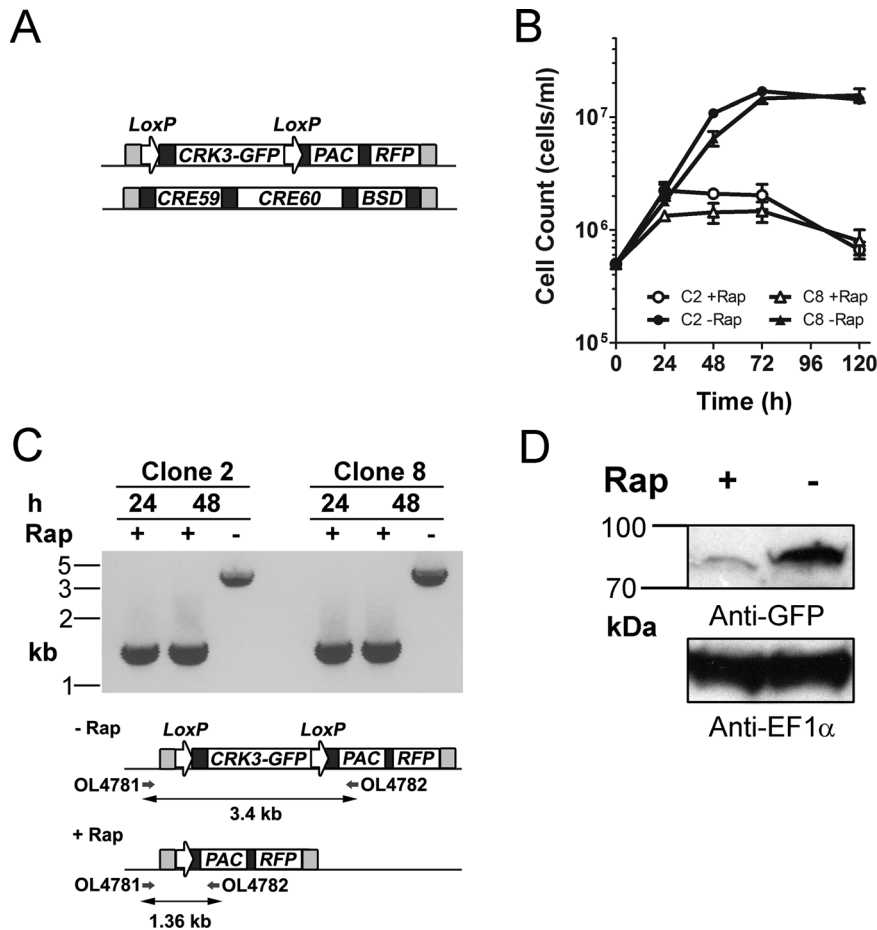 A
LoxP LoxP
CRK3-GFP PAC RFP
CRE59 CRE60 BSD
B
Cell Count (cells/ml)
10⁷
10⁶
10⁵
C2 +Rap C8 +Rap
C2 -Rap C8 -Rap
0 24 48 72 96 120
Time (h)
C
Clone 2 Clone 8
h 24 48 24 48
Rap + + - + + -
5
3
2
kb
1
- Rap LoxP LoxP
CRK3-GFP PAC RFP
OL4781 OL4782
3.4 kb
+ Rap
PAC RFP
OL4781 OL4782
1.36 kb
D
Rap + -
100
70
kDa
Anti-GFP
Anti-EF1α